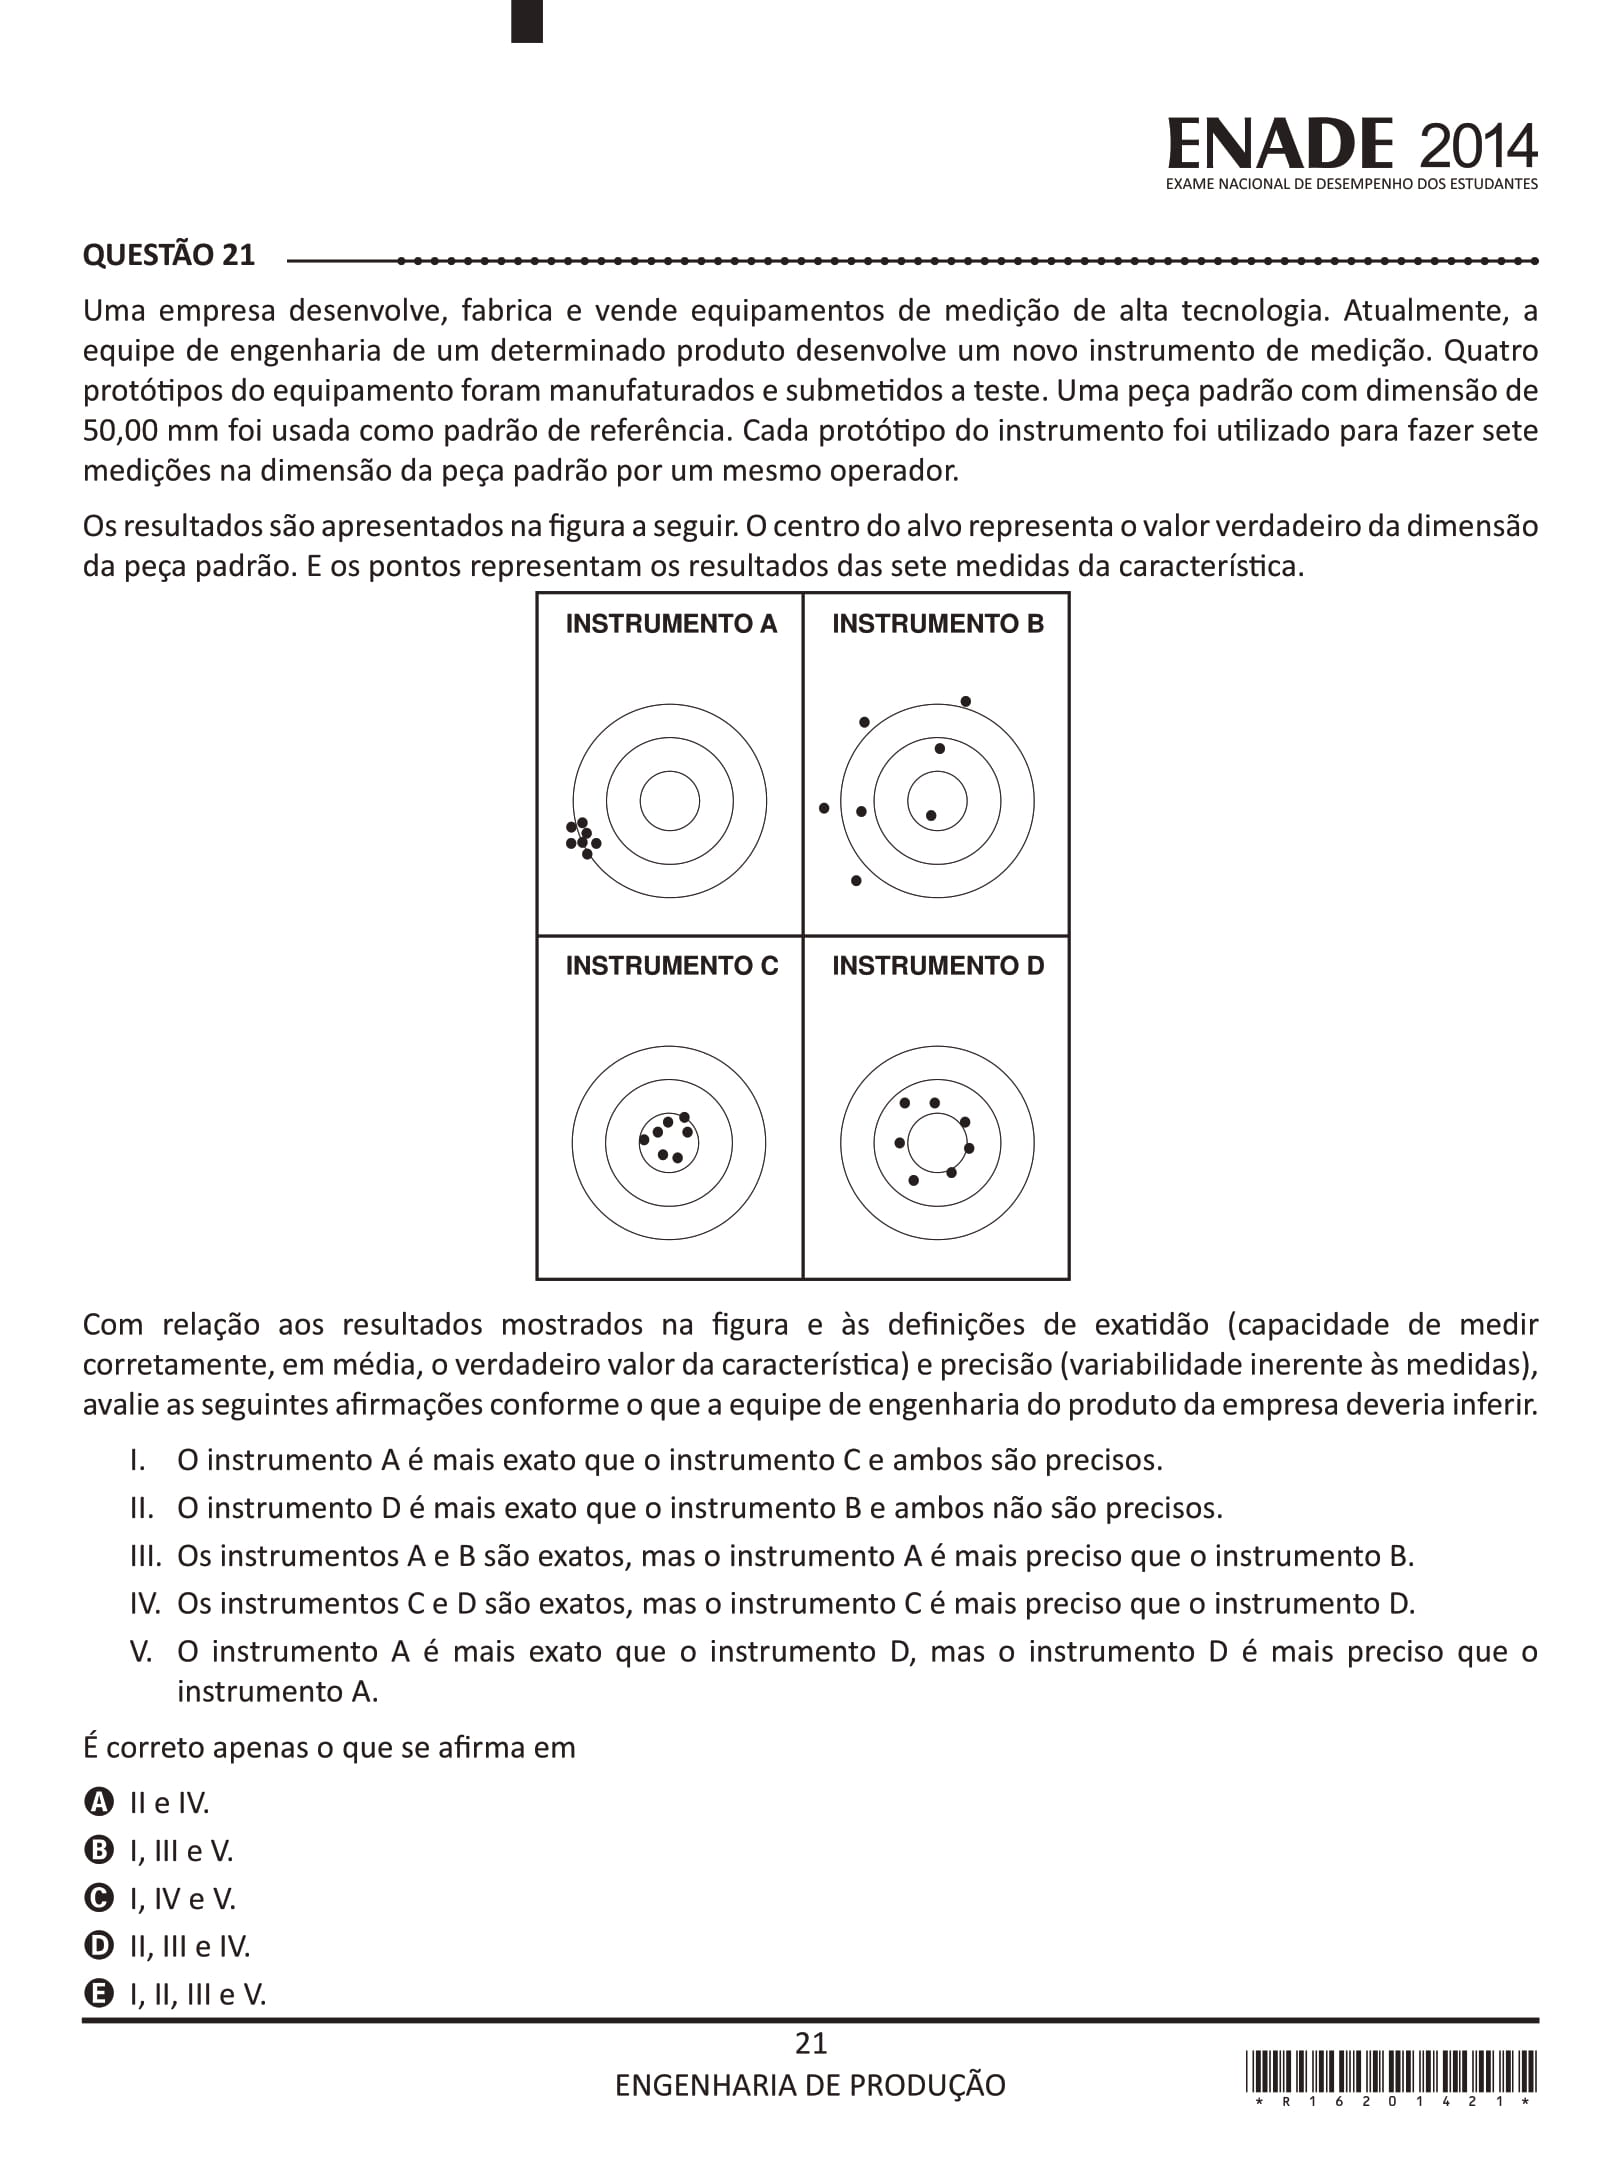 ENADE 2014
EXAME NACIONAL DE DESEMPENHO DOS ESTUDANTES
QUESTÃO 21
Uma empresa desenvolve, fabrica e vende equipamentos de medição de alta tecnologia. Atualmente, a
equipe de engenharia de um determinado produto desenvolve um novo instrumento de medição. Quatro
protótipos do equipamento foram manufaturados e submetidos a teste. Uma peça padrão com dimensão de
50,00 mm foi usada como padrão de referência. Cada protótipo do instrumento foi utilizado para fazer sete
medições na dimensão da peça padrão por um mesmo operador.
Os resultados são apresentados na figura a seguir. O centro do alvo representa o valor verdadeiro da dimensão
da peça padrão. E os pontos representam os resultados das sete medidas da característica.
INSTRUMENTO A
INSTRUMENTO B
INSTRUMENTO C
INSTRUMENTO D
Com relação aos resultados mostrados na figura e às definições de exatidão (capacidade de medir
corretamente, em média, o verdadeiro valor da característica) e precisão (variabilidade inerente às medidas),
avalie as seguintes afirmações conforme o que a equipe de engenharia do produto da empresa deveria inferir.
I. O instrumento A é mais exato que o instrumento C e ambos são precisos.
II. O instrumento D é mais exato que o instrumento B e ambos não são precisos.
III. Os instrumentos A e B são exatos, mas o instrumento A é mais preciso que o instrumento B.
IV. Os instrumentos C e D são exatos, mas o instrumento C é mais preciso que o instrumento D.
V. O instrumento A é mais exato que o instrumento D, mas o instrumento D é mais preciso que o
instrumento A.
É correto apenas o que se afirma em
A II e IV.
B I, III e V.
C I, IV e V.
D II, III e IV.
E I, II, III e V.
21
ENGENHARIA DE PRODUÇÃO
* R 1 6 2 0 1 4 2 1 *